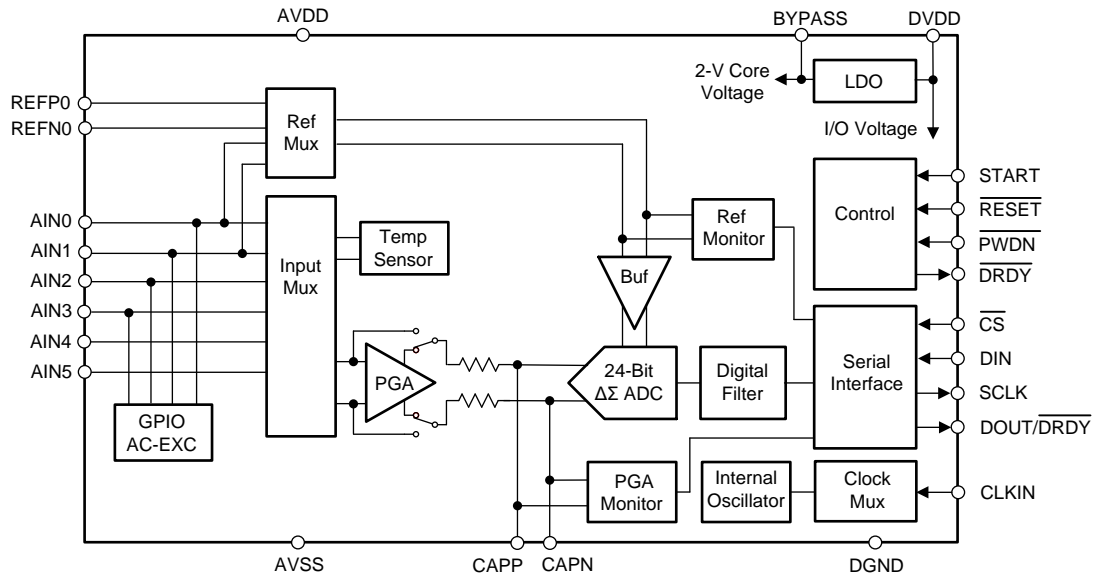 AVDD
BYPASS
DVDD
2-V Core
Voltage
LDO
I/O Voltage
REFP0
REFN0
Ref
Mux
START
RESET
PWDN
DRDY
Control
AIN0
AIN1
AIN2
AIN3
AIN4
AIN5
Input
Mux
Temp
Sensor
Ref
Monitor
Buf
CS
DIN
SCLK
DOUT/DRDY
Serial
Interface
PGA
24-Bit
ΔΣ ADC
Digital
Filter
GPIO
AC-EXC
PGA
Monitor
Internal
Oscillator
Clock
Mux
CLKIN
AVSS
CAPP
CAPN
DGND